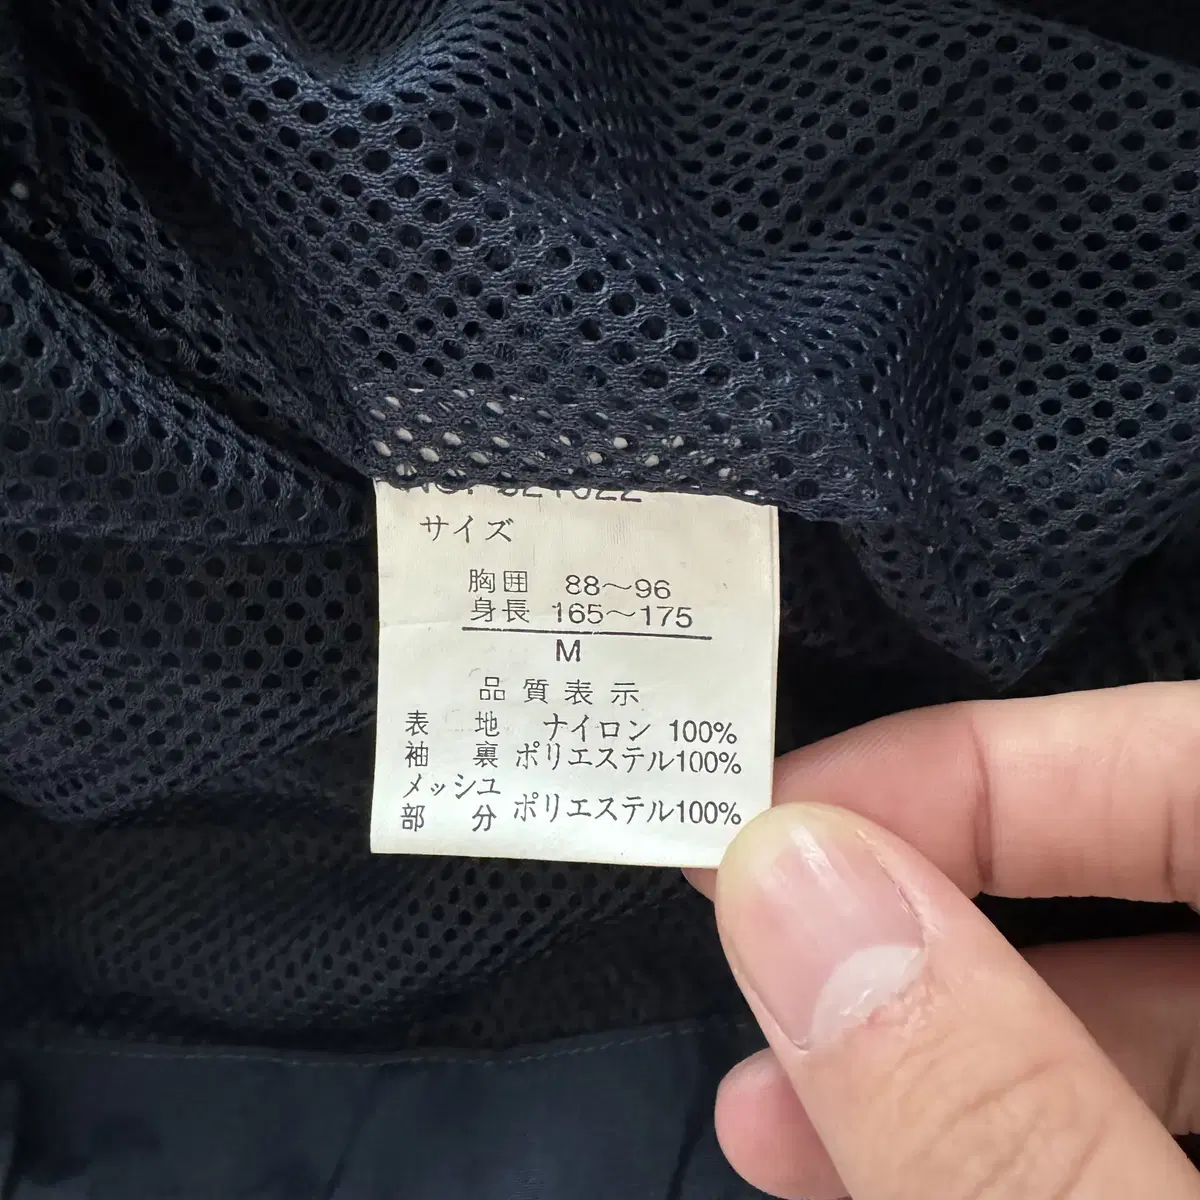 サイズ
胸囲 88～96
身長 165～175
M
品質表示
表地 ナイロン 100%
袖裏 ポリエステル100%
メッシュ
部分 ポリエステル100%